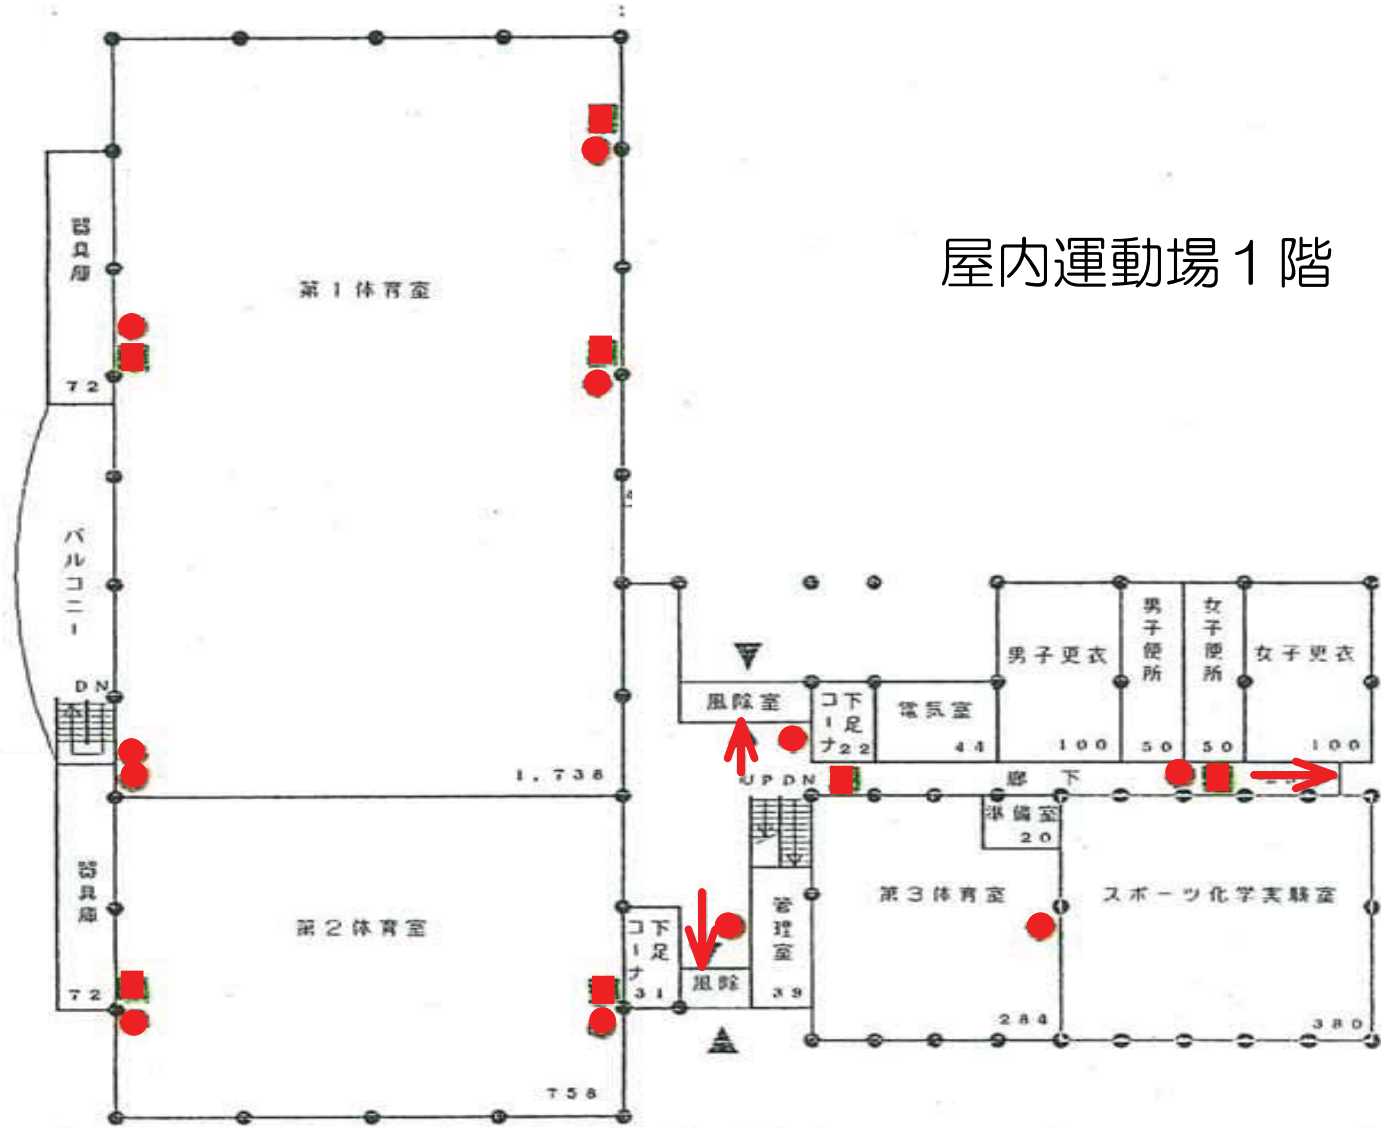 屋内運動場1階
器具庫
72
第1体育室
1,738
バルコニー
DN
器具庫
72
第2体育室
758
風除室
下足コーナ
22
電気室
44
男子更衣
100
男子便所
50
女子便所
50
女子更衣
100
UP DN
廊下
準備室
20
下足コーナ
31
風除
管理室
39
第3体育室
284
スポーツ化学実験室
380